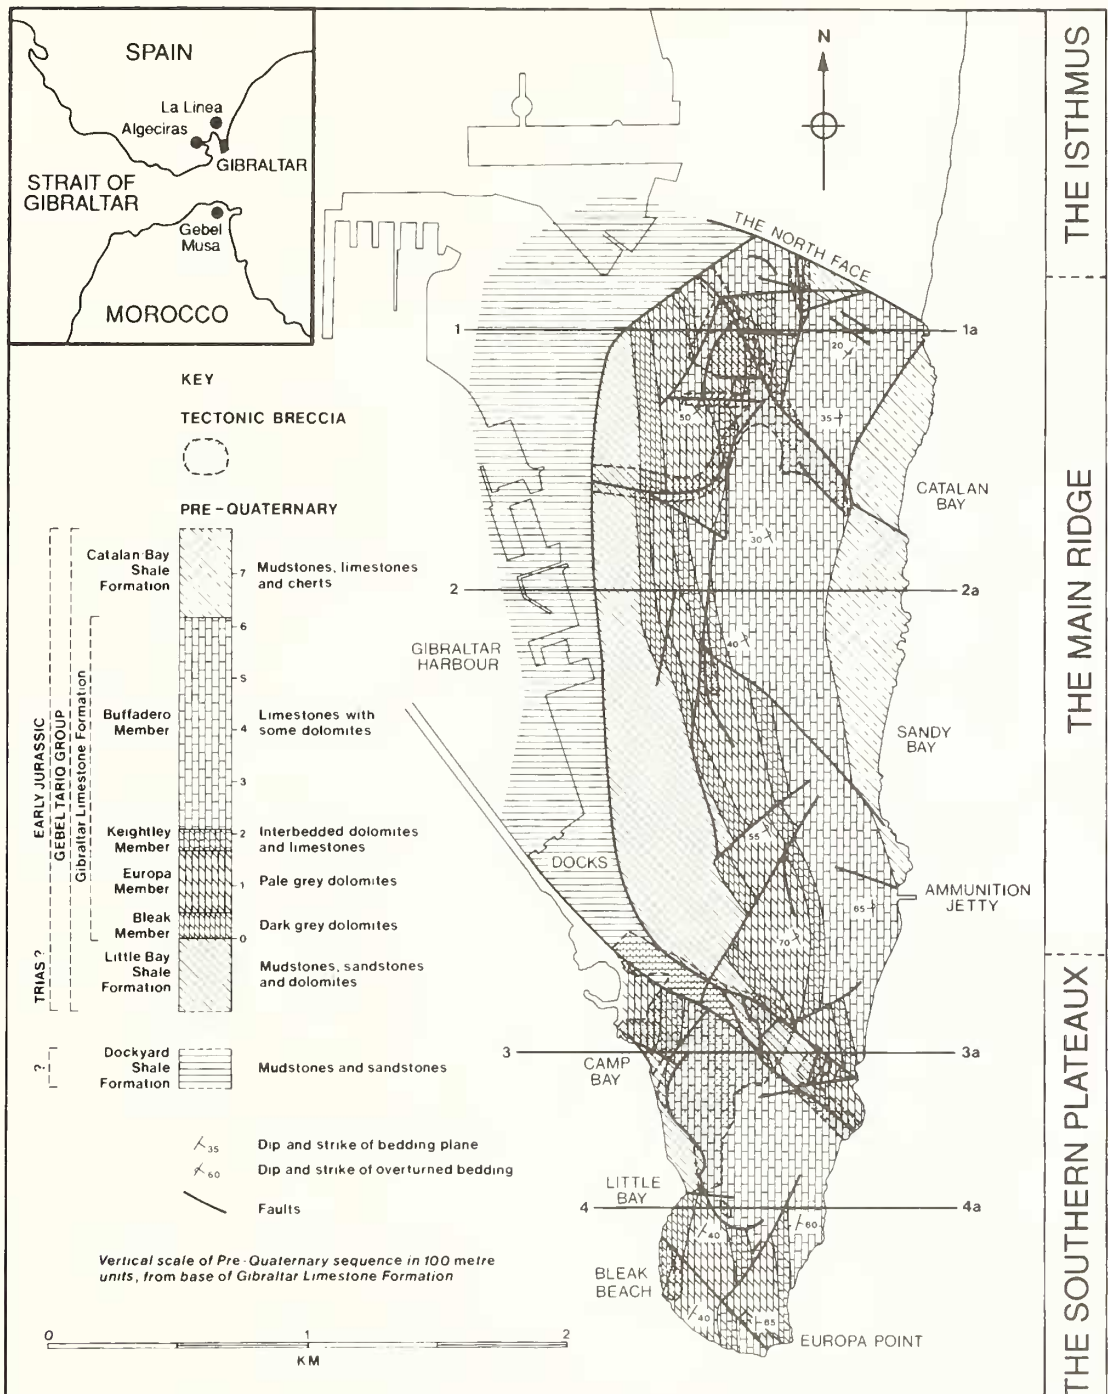 SPAIN
La Linea
Algeciras
GIBRALTAR
STRAIT OF
GIBRALTAR
Gebel
Musa
MOROCCO
N
THE NORTH FACE
1
1a
20
35
50
CATALAN
BAY
30
2
2a
40
GIBRALTAR
HARBOUR
SANDY
BAY
55
DOCKS
AMMUNITION
JETTY
65
70
3
3a
CAMP
BAY
LITTLE
BAY
4
4a
60
40
BLEAK
BEACH
40
65
EUROPA POINT
THE ISTHMUS
THE MAIN RIDGE
THE SOUTHERN PLATEAUX
KEY
TECTONIC BRECCIA
PRE-QUATERNARY
Catalan Bay
Shale
Formation
7
Mudstones, limestones
and cherts
6
5
Buffadero
Member
4
Limestones with
some dolomites
3
Keightley
Member
2
Interbedded dolomites
and limestones
Europa
Member
1
Pale grey dolomites
Bleak
Member
Dark grey dolomites
0
Little Bay
Shale
Formation
Mudstones, sandstones
and dolomites
Dockyard
Shale
Formation
Mudstones and sandstones
EARLY JURASSIC
GEBEL TARIQ GROUP
Gibraltar Limestone Formation
TRIAS ?
?
35
Dip and strike of bedding plane
60
Dip and strike of overturned bedding
Faults
Vertical scale of Pre-Quaternary sequence in 100 metre
units, from base of Gibraltar Limestone Formation
0
1
2
KM